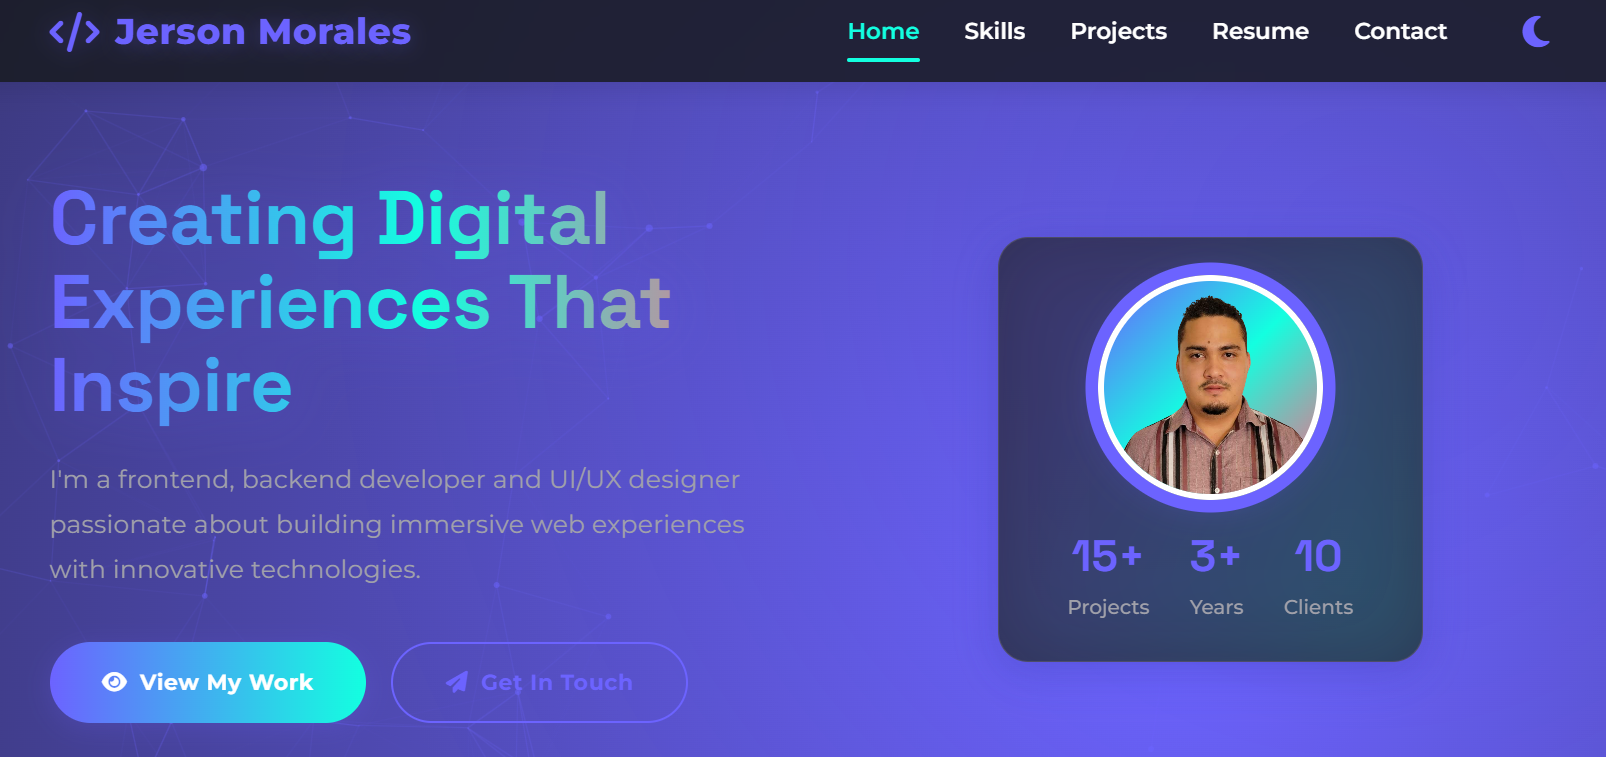 </> Jerson Morales
Home Skills Projects Resume Contact
Creating Digital
Experiences That
Inspire
I'm a frontend, backend developer and UI/UX designer
passionate about building immersive web experiences
with innovative technologies.
View My Work
Get In Touch
15+ 3+ 10
Projects Years Clients